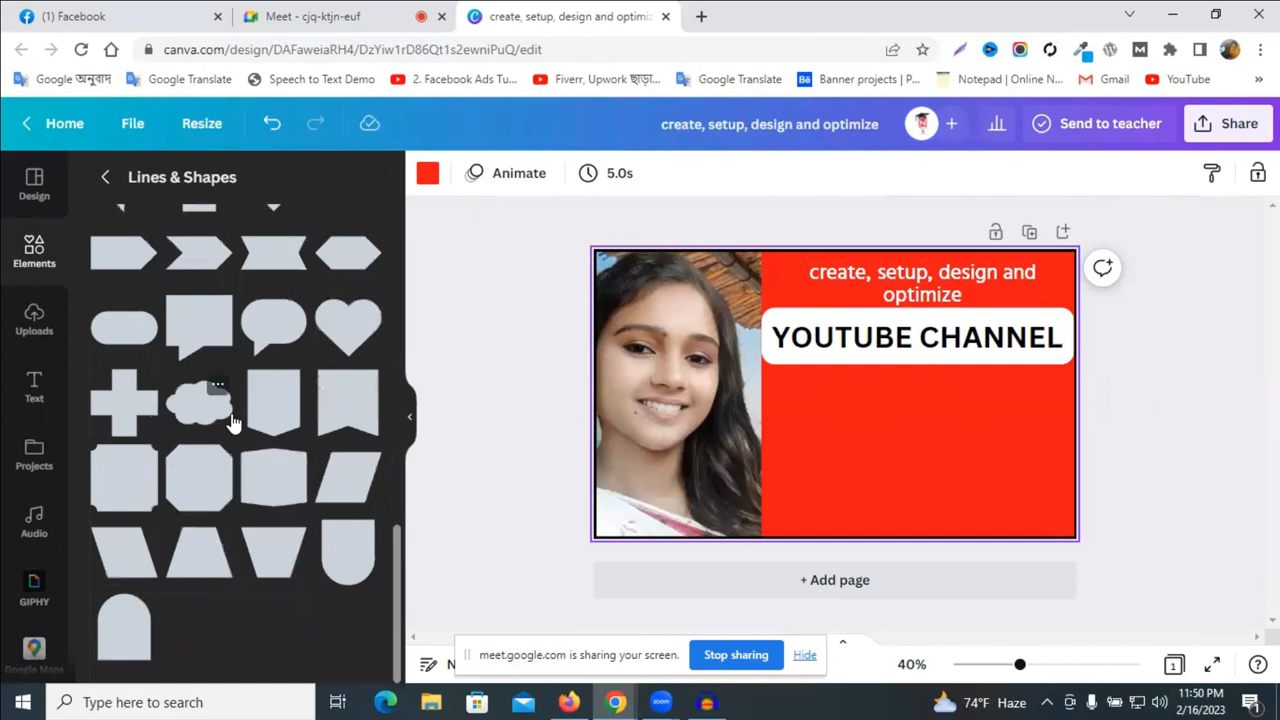 (1) Facebook
Meet - cjq-ktjn-euf
create, setup, design and optimiz
canva.com/design/DAFaweiaRH4/DzYiw1rD86Qt1s2ewniPuQ/edit
Google অনুবাদ
Google Translate
Speech to Text Demo
2. Facebook Ads Tu...
Fiverr, Upwork ছাড়া...
Google Translate
Banner projects | P...
Notepad | Online N...
Gmail
YouTube
Home
File
Resize
create, setup, design and optimize
Send to teacher
Share
Design
Elements
Text
Uploads
Projects
Audio
GIPHY
Google Maps
Lines & Shapes
Animate
5.0s
create, setup, design and
optimize
YOUTUBE CHANNEL
+ Add page
meet.google.com is sharing your screen.
Stop sharing
Hide
40%
1
Type here to search
zoom
74°F Haze
11:50 PM
2/16/2023